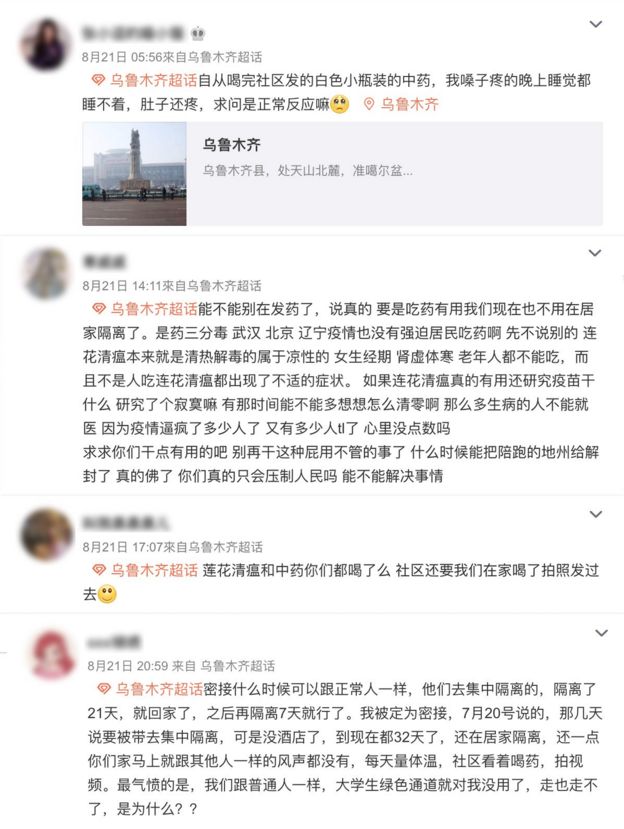 8月21日 05:56來自乌鲁木齐超话
乌鲁木齐超话自从喝完社区发的白色小瓶装的中药，我嗓子疼的晚上睡觉都
睡不着，肚子还疼，求问是正常反应嘛 乌鲁木齐
乌鲁木齐
乌鲁木齐县，处天山北麓，准噶尔盆...
8月21日 14:11來自乌鲁木齐超话
乌鲁木齐超话能不能别在发药了，说真的 要是吃药有用我们现在也不用在居
家隔离了。是药三分毒 武汉 北京 辽宁疫情也没有强迫居民吃药啊 先不说别的 连
花清瘟本来就是清热解毒的属于凉性的 女生经期 肾虚体寒 老年人都不能吃，而
且不是人吃连花清瘟都出现了不适的症状。 如果连花清瘟真的有用还研究疫苗干
什么 研究了个寂寞嘛 有那时间能不能多想想怎么清零啊 那么多生病的人不能就
医 因为疫情逼疯了多少人了 又有多少人tl了 心里没点数吗
求求你们干点有用的吧 别再干这种屁用不管的事了 什么时候能把陪跑的地州给解
封了 真的佛了 你们真的只会压制人民吗 能不能解决事情
8月21日 17:07來自乌鲁木齐超话
乌鲁木齐超话 莲花清瘟和中药你们都喝了么 社区还要我们在家喝了拍照发过
去
8月21日 20:59 来自 乌鲁木齐超话
乌鲁木齐超话密接什么时候可以跟正常人一样，他们去集中隔离的，隔离了
21天，就回家了，之后再隔离7天就行了。我被定为密接，7月20号说的，那几天
说要被带去集中隔离，可是没酒店了，到现在都32天了，还在居家隔离，还一点
你们家马上就跟其他人一样的风声都没有，每天量体温，社区看着喝药，拍视
频。最气愤的是，我们跟普通人一样，大学生绿色通道就对我没用了，走也走不
了，是为什么？？